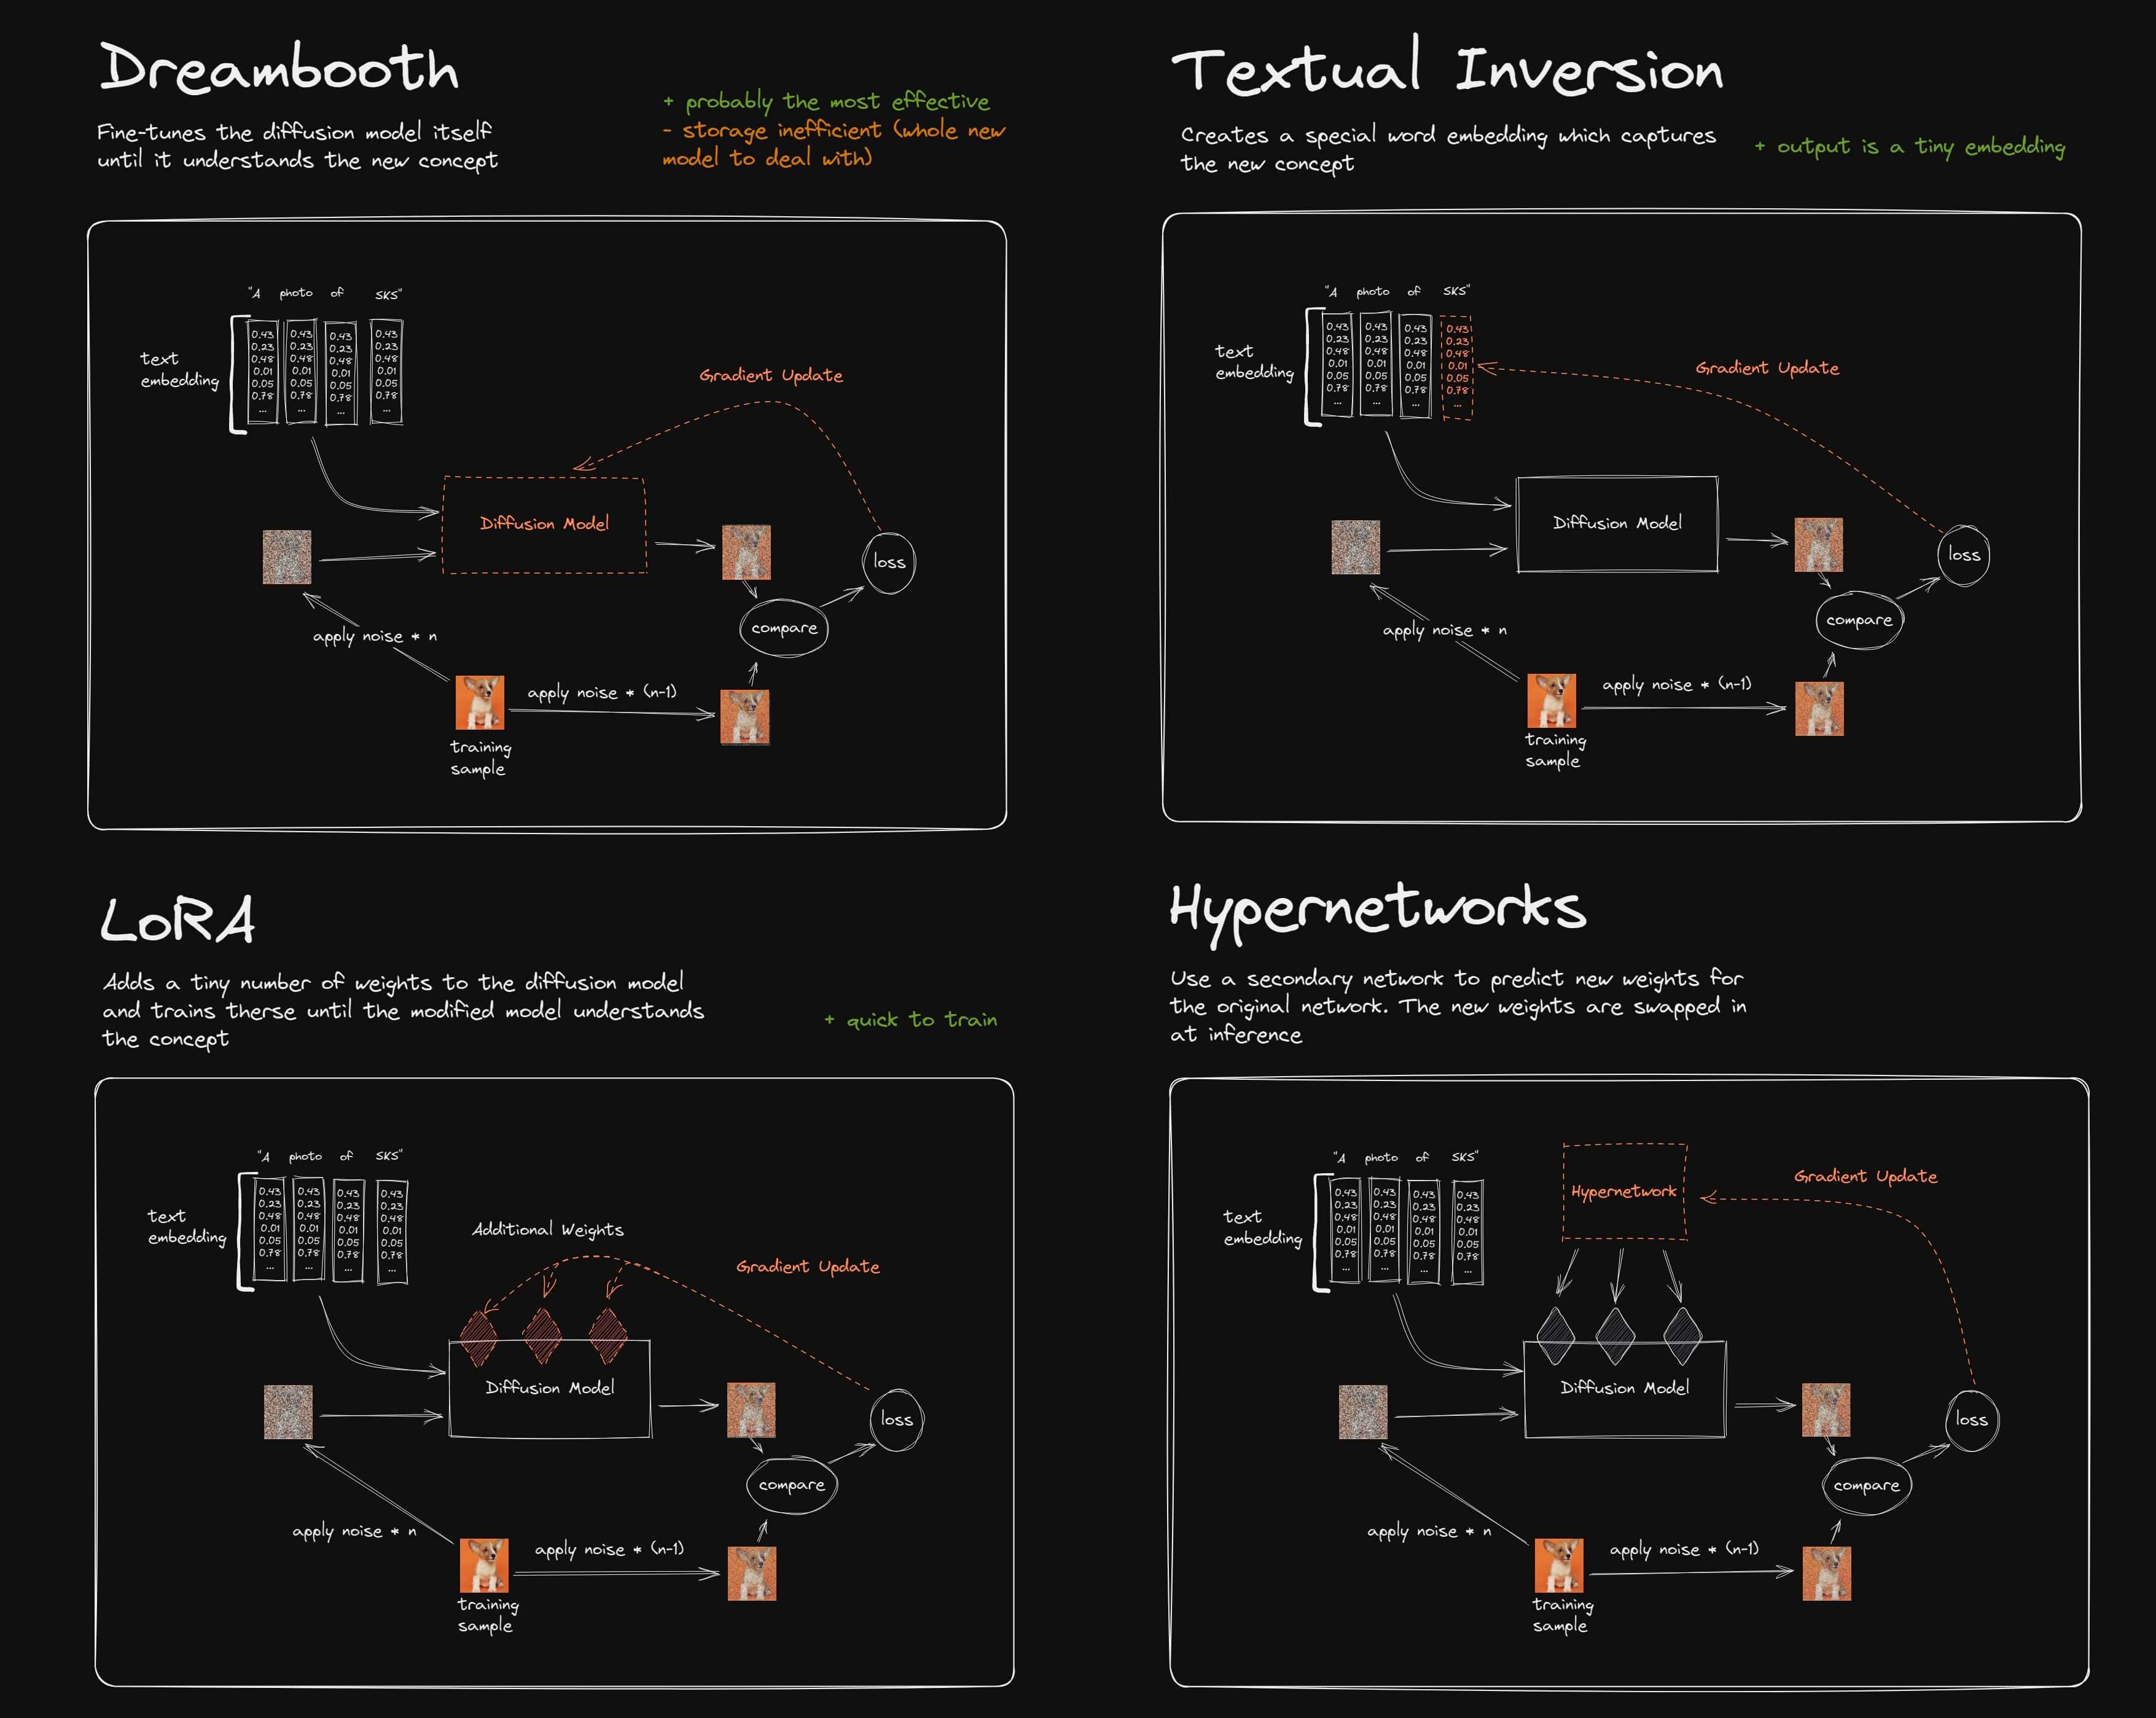 Dreambooth
Fine-tunes the diffusion model itself
until it understands the new concept
+ probably the most effective
- storage inefficient (whole new
model to deal with)
"A photo of SKS"
text
embedding
0.43 0.43 0.43 0.43
0.23 0.23 0.23 0.23
0.48 0.48 0.48 0.48
0.01 0.01 0.01 0.01
0.05 0.05 0.05 0.05
0.78 0.78 0.78 0.78
... ... ... ...
Gradient Update
Diffusion Model
loss
compare
apply noise * n
apply noise * (n-1)
training
sample
Textual Inversion
Creates a special word embedding which captures
the new concept
+ output is a tiny embedding
"A photo of SKS"
text
embedding
0.43 0.43 0.43 0.43
0.23 0.23 0.23 0.23
0.48 0.48 0.48 0.48
0.01 0.01 0.01 0.01
0.05 0.05 0.05 0.05
0.78 0.78 0.78 0.78
... ... ... ...
Gradient Update
Diffusion Model
loss
compare
apply noise * n
apply noise * (n-1)
training
sample
LoRA
Adds a tiny number of weights to the diffusion model
and trains therse until the modified model understands
the concept
+ quick to train
"A photo of SKS"
text
embedding
0.43 0.43 0.43 0.43
0.23 0.23 0.23 0.23
0.48 0.48 0.48 0.48
0.01 0.01 0.01 0.01
0.05 0.05 0.05 0.05
0.78 0.78 0.78 0.78
... ... ... ...
Additional Weights
Gradient Update
Diffusion Model
loss
compare
apply noise * n
apply noise * (n-1)
training
sample
Hypernetworks
Use a secondary network to predict new weights for
the original network. The new weights are swapped in
at inference
"A photo of SKS"
text
embedding
0.43 0.43 0.43 0.43
0.23 0.23 0.23 0.23
0.48 0.48 0.48 0.48
0.01 0.01 0.01 0.01
0.05 0.05 0.05 0.05
0.78 0.78 0.78 0.78
... ... ... ...
Hypernetwork
Gradient Update
Diffusion Model
loss
compare
apply noise * n
apply noise * (n-1)
training
sample